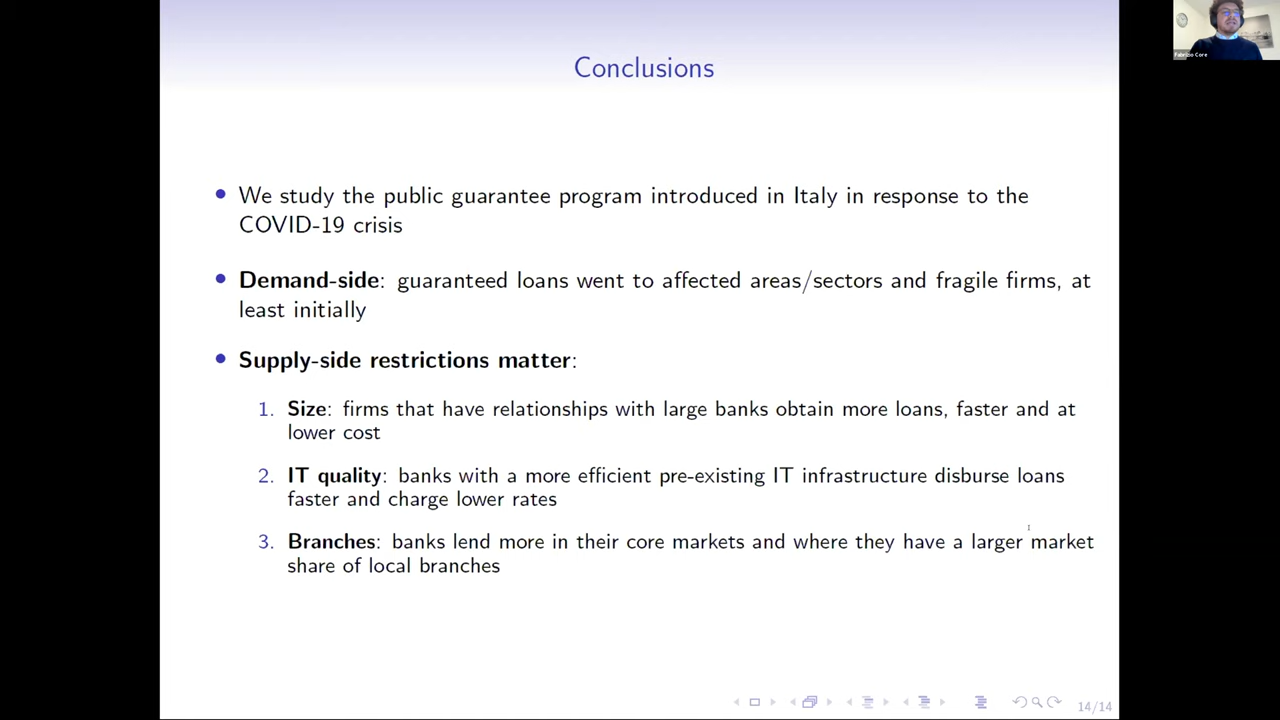 Conclusions
Fabrizio Core
• We study the public guarantee program introduced in Italy in response to the
COVID-19 crisis
• Demand-side: guaranteed loans went to affected areas/sectors and fragile firms, at
least initially
• Supply-side restrictions matter:
1. Size: firms that have relationships with large banks obtain more loans, faster and at
lower cost
2. IT quality: banks with a more efficient pre-existing IT infrastructure disburse loans
faster and charge lower rates
3. Branches: banks lend more in their core markets and where they have a larger market
share of local branches
14/14